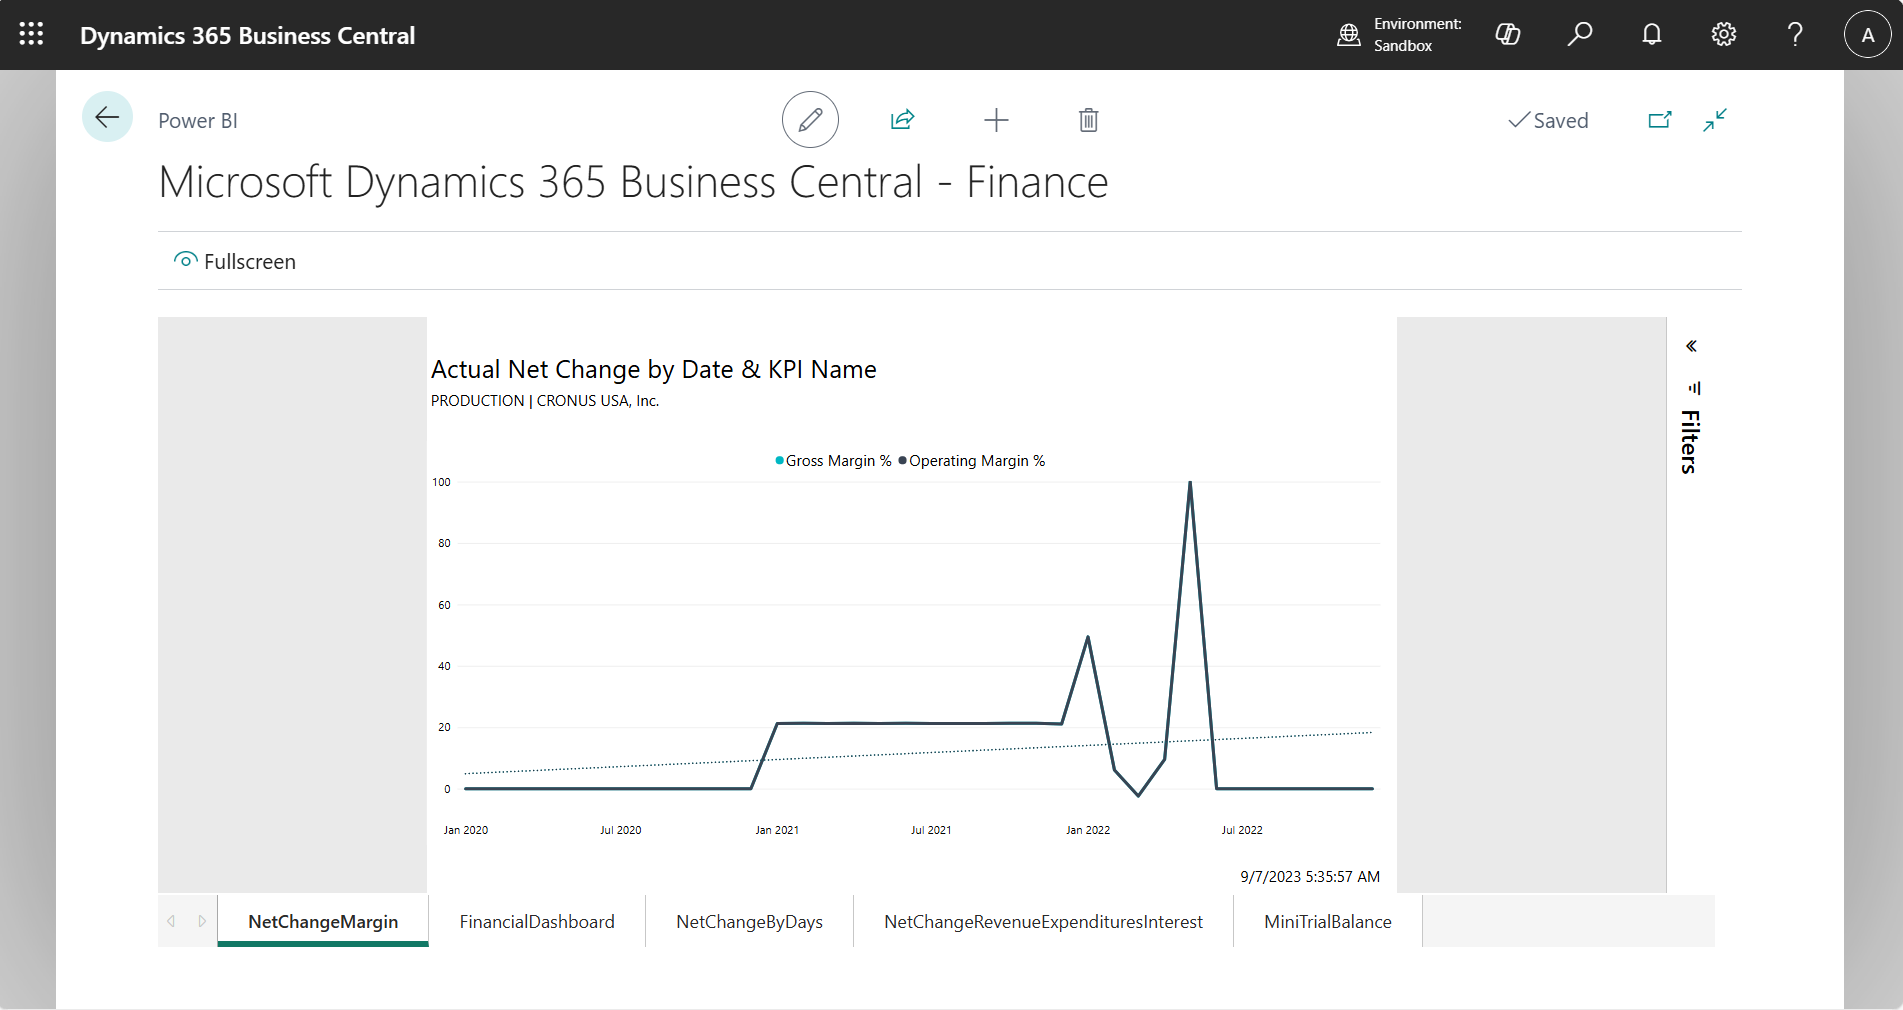 Dynamics 365 Business Central
Environment:
Sandbox
?
A
Power BI
Saved
Microsoft Dynamics 365 Business Central - Finance
Fullscreen
Actual Net Change by Date & KPI Name
PRODUCTION | CRONUS USA, Inc.
Gross Margin % Operating Margin %
100
80
60
40
20
0
Jan 2020 Jul 2020 Jan 2021 Jul 2021 Jan 2022 Jul 2022
9/7/2023 5:35:57 AM
Filters
NetChangeMargin FinancialDashboard NetChangeByDays NetChangeRevenueExpendituresInterest MiniTrialBalance